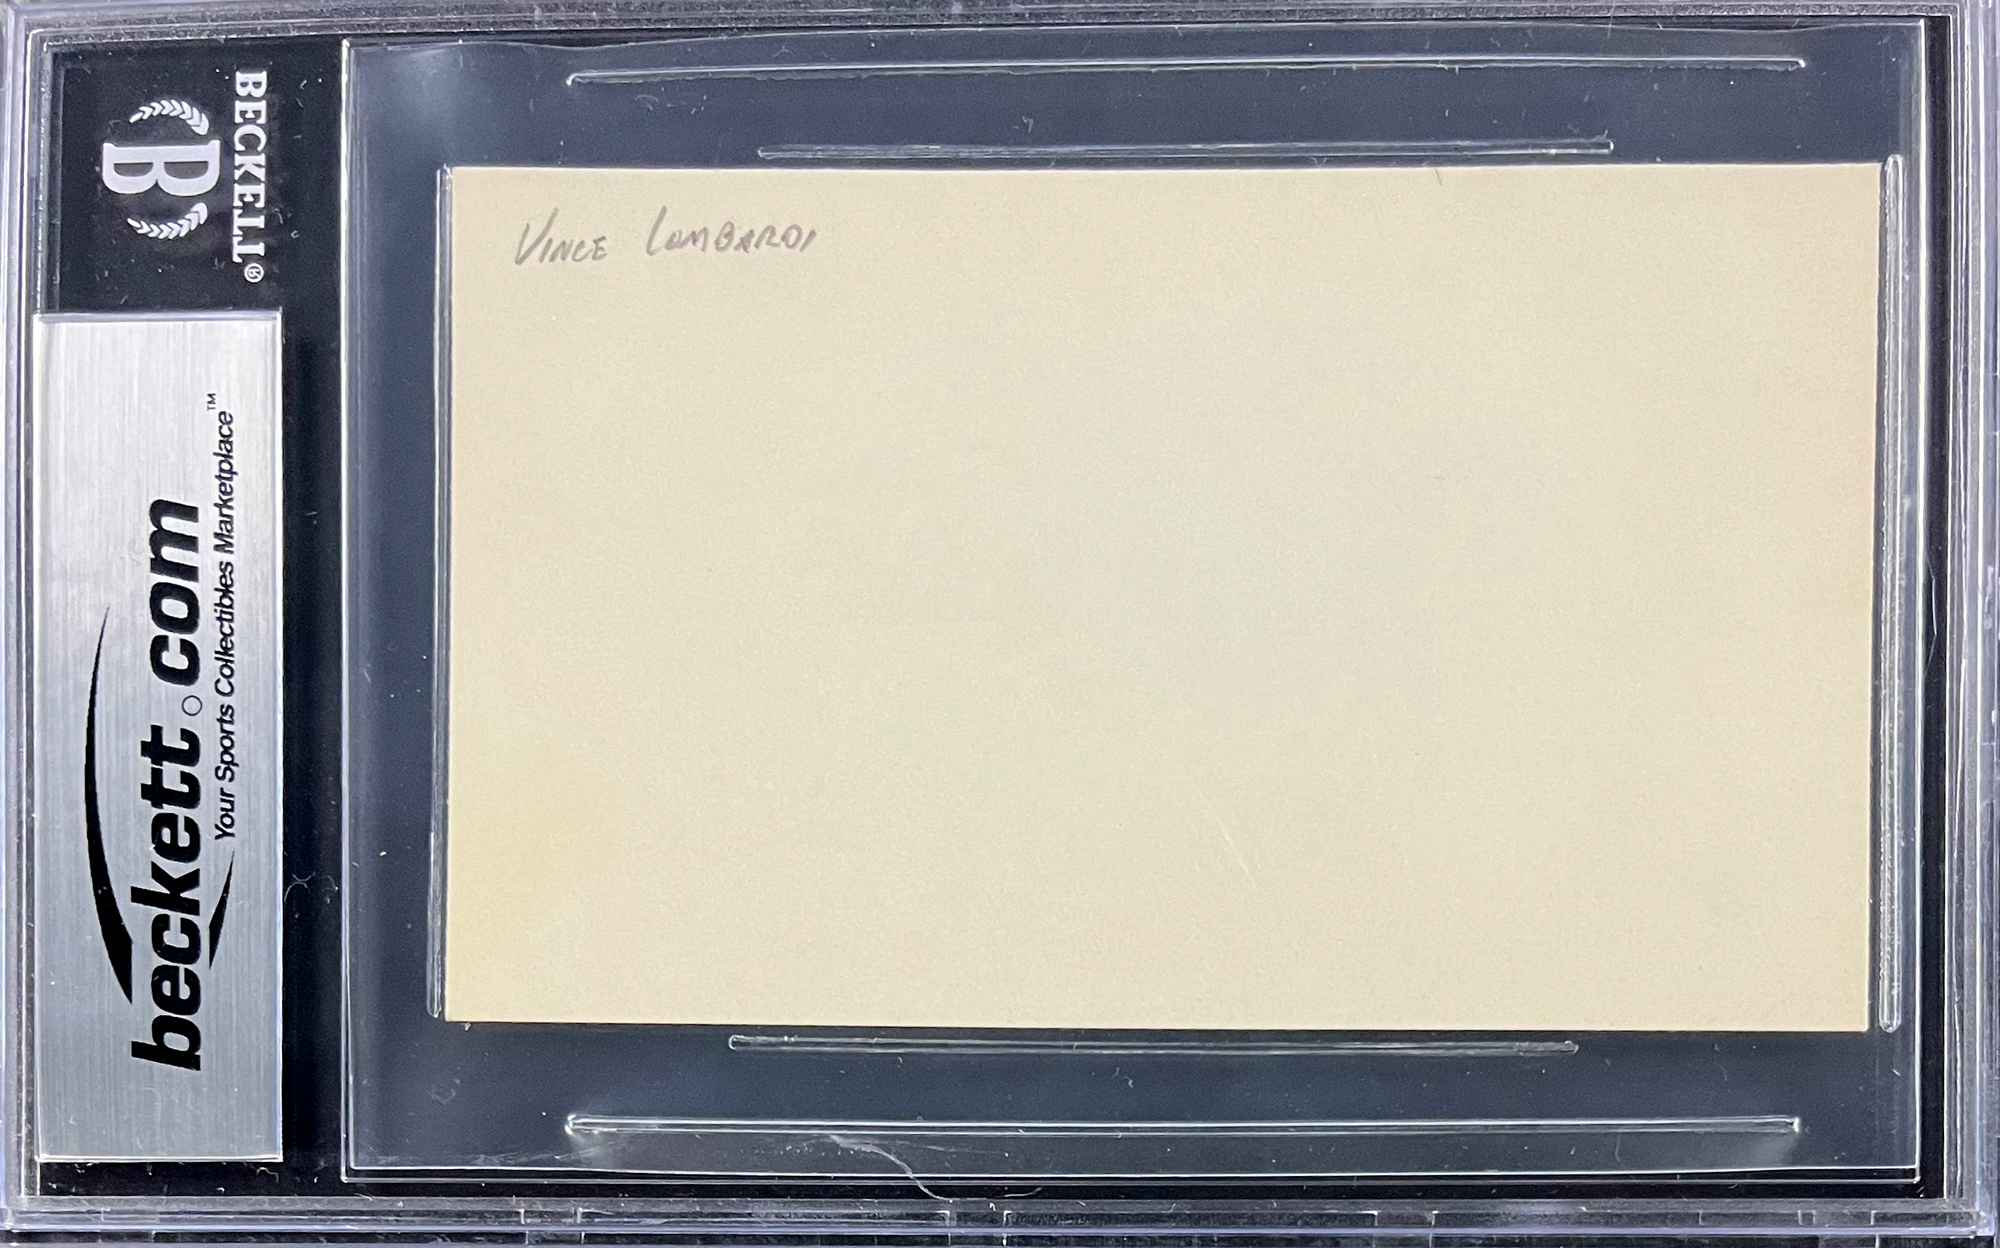 BECKETT®
B
beckett.com
Your Sports Collectibles Marketplace™
VINCE LOMBARDI